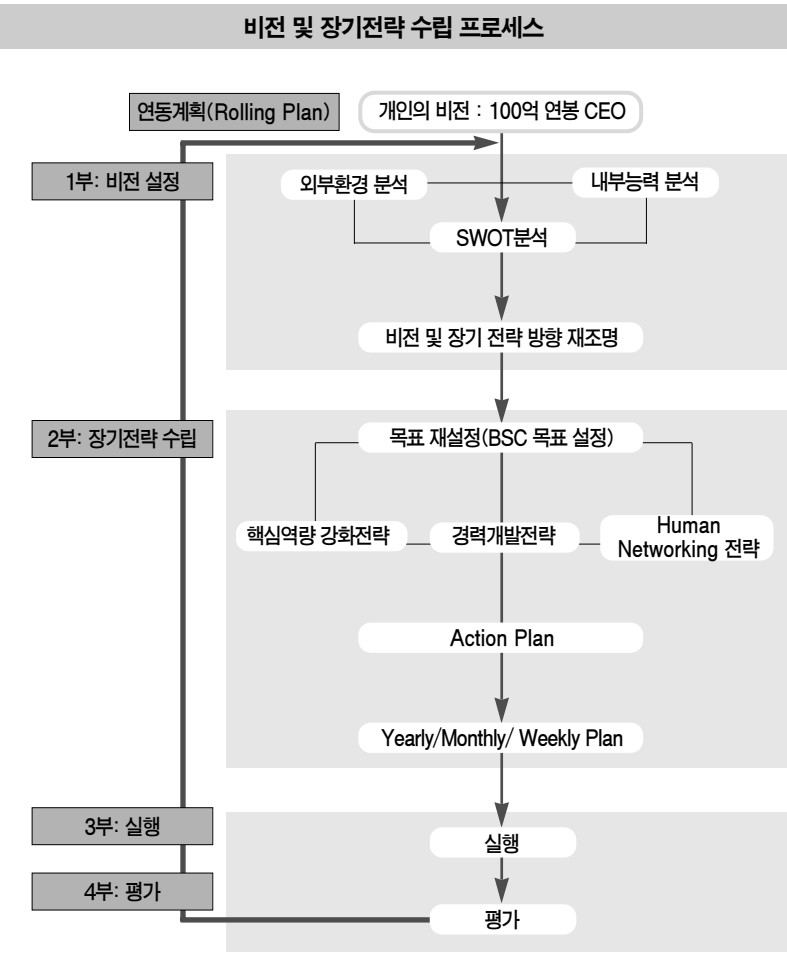 비전 및 장기전략 수립 프로세스
연동계획(Rolling Plan)
개인의 비전 : 100억 연봉 CEO
1부: 비전 설정
외부환경 분석
내부능력 분석
SWOT분석
비전 및 장기 전략 방향 재조명
2부: 장기전략 수립
목표 재설정(BSC 목표 설정)
핵심역량 강화전략
경력개발전략
Human
Networking 전략
Action Plan
Yearly/Monthly/ Weekly Plan
3부: 실행
실행
4부: 평가
평가